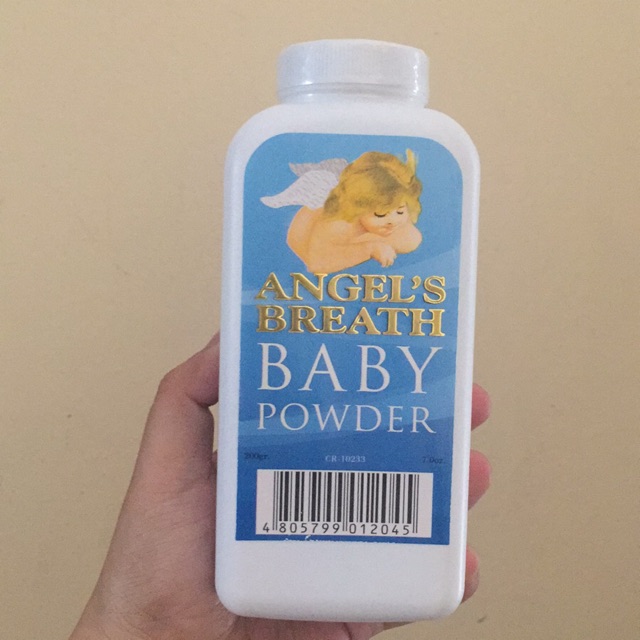 ANGEL'S
BREATH
BABY
POWDER
200gr. CR-10233 7.0oz.
4 805799 012045